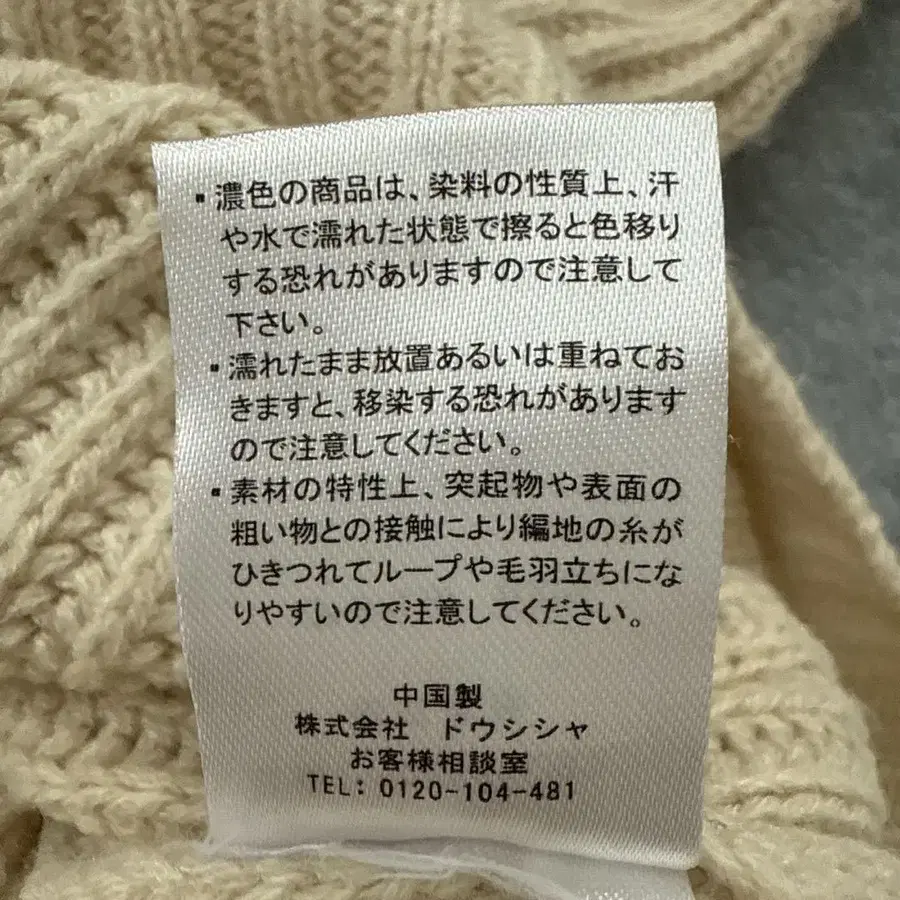 ・濃色の商品は、染料の性質上、汗
や水で濡れた状態で擦ると色移り
する恐れがありますので注意して
下さい。
・濡れたまま放置あるいは重ねてお
きますと、移染する恐れがあります
ので注意してください。
・素材の特性上、突起物や表面の
粗い物との接触により編地の糸が
ひきつれてループや毛羽立ちにな
りやすいので注意してください。
中国製
株式会社 ドウシシャ
お客様相談室
TEL: 0120-104-481